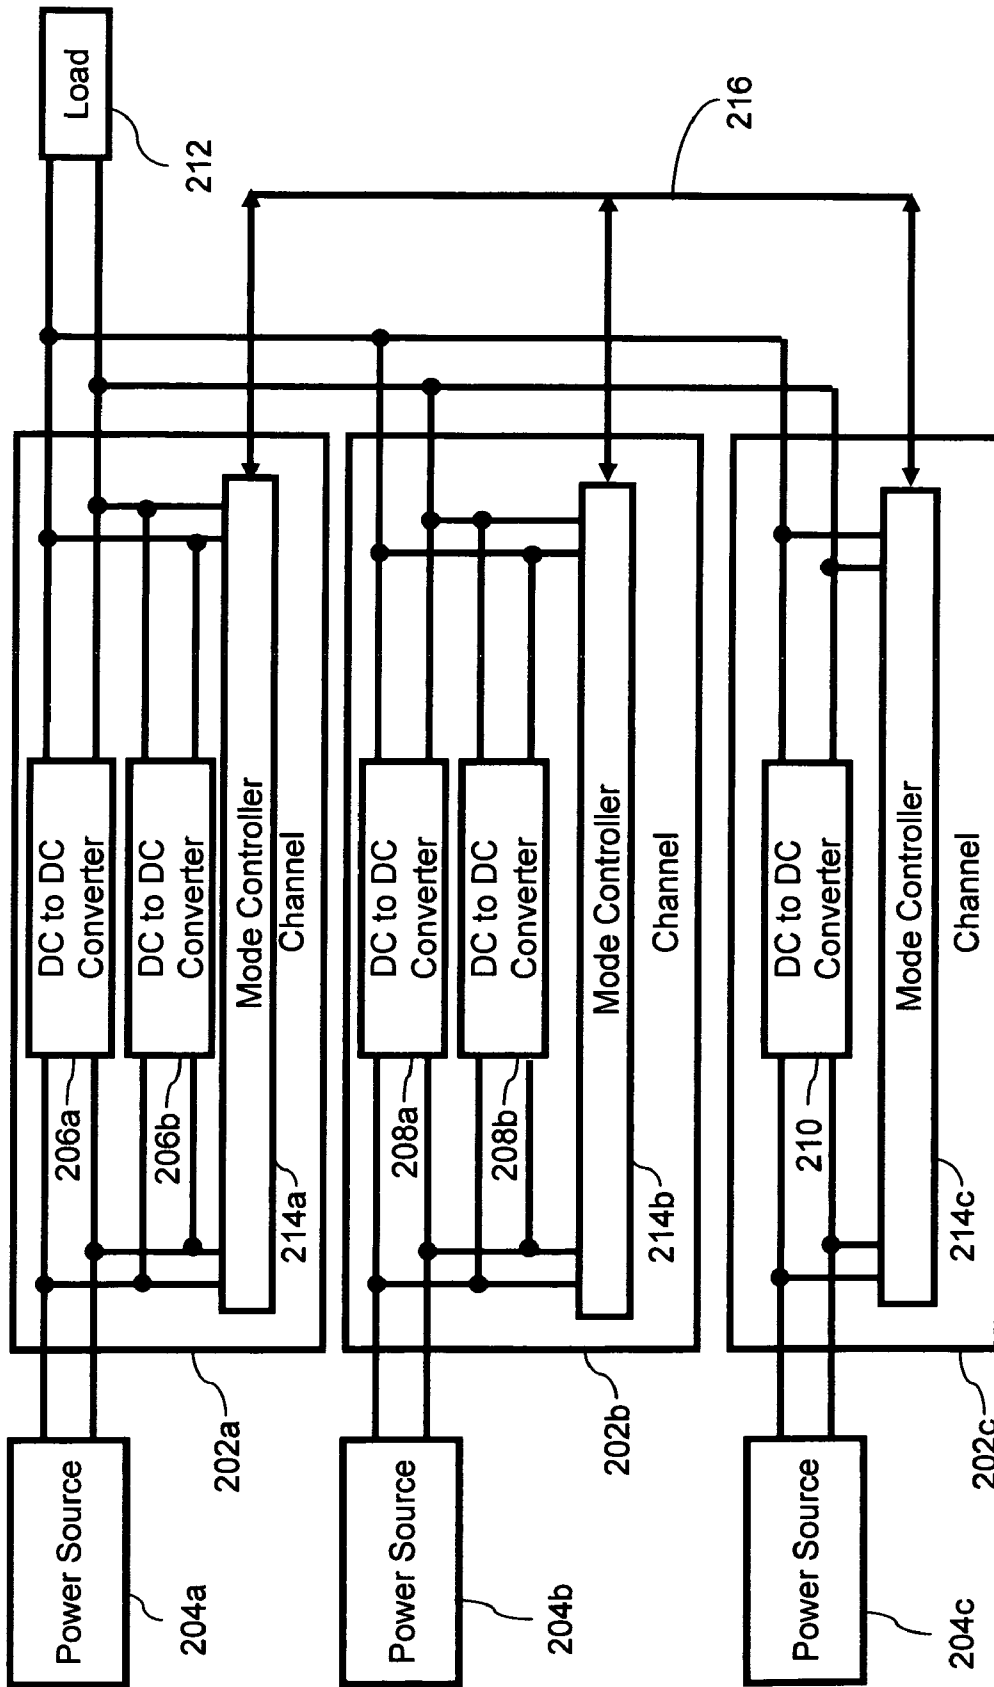 Power Source
204a
202a
206a
206b
DC to DC
Converter
DC to DC
Converter
214a
Mode Controller
Channel
Load
212
Power Source
204b
202b
208a
208b
DC to DC
Converter
DC to DC
Converter
214b
Mode Controller
Channel
216
Power Source
204c
202c
210
DC to DC
Converter
214c
Mode Controller
Channel